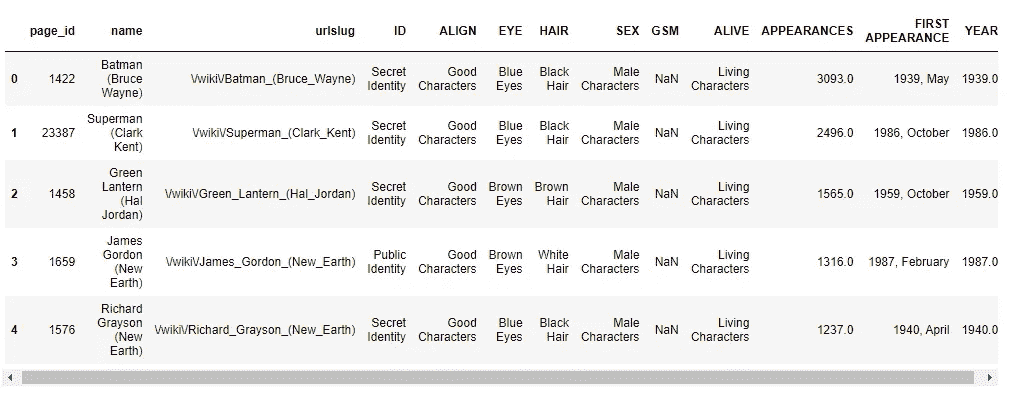 page_id name urlslug ID ALIGN EYE HAIR SEX GSM ALIVE APPEARANCES FIRST APPEARANCE YEAR
0 1422 Batman (Bruce Wayne) \/wiki\/Batman_(Bruce_Wayne) Secret Identity Good Characters Blue Eyes Black Hair Male Characters NaN Living Characters 3093.0 1939, May 1939.0
1 23387 Superman (Clark Kent) \/wiki\/Superman_(Clark_Kent) Secret Identity Good Characters Blue Eyes Black Hair Male Characters NaN Living Characters 2496.0 1986, October 1986.0
2 1458 Green Lantern (Hal Jordan) \/wiki\/Green_Lantern_(Hal_Jordan) Secret Identity Good Characters Brown Eyes Brown Hair Male Characters NaN Living Characters 1565.0 1959, October 1959.0
3 1659 James Gordon (New Earth) \/wiki\/James_Gordon_(New_Earth) Public Identity Good Characters Brown Eyes White Hair Male Characters NaN Living Characters 1316.0 1987, February 1987.0
4 1576 Richard Grayson (New Earth) \/wiki\/Richard_Grayson_(New_Earth) Secret Identity Good Characters Blue Eyes Black Hair Male Characters NaN Living Characters 1237.0 1940, April 1940.0